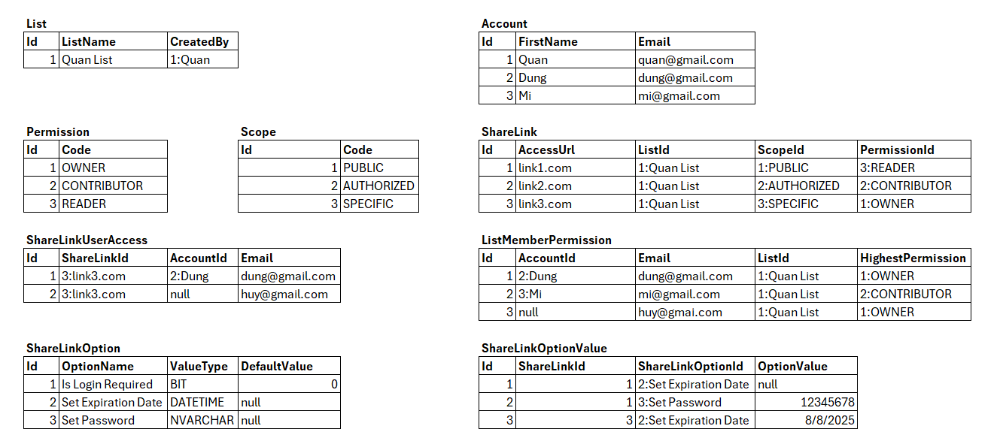 List
Id ListName CreatedBy
1 Quan List 1:Quan
Account
Id FirstName Email
1 Quan quan@gmail.com
2 Dung dung@gmail.com
3 Mi mi@gmail.com
Permission
Id Code
1 OWNER
2 CONTRIBUTOR
3 READER
Scope
Id Code
1 PUBLIC
2 AUTHORIZED
3 SPECIFIC
ShareLink
Id AccessUrl ListId ScopeId PermissionId
1 link1.com 1:Quan List 1:PUBLIC 3:READER
2 link2.com 1:Quan List 2:AUTHORIZED 2:CONTRIBUTOR
3 link3.com 1:Quan List 3:SPECIFIC 1:OWNER
ShareLinkUserAccess
Id ShareLinkId AccountId Email
1 3:link3.com 2:Dung dung@gmail.com
2 3:link3.com null huy@gmail.com
ListMemberPermission
Id AccountId Email ListId HighestPermission
1 2:Dung dung@gmail.com 1:Quan List 1:OWNER
2 3:Mi mi@gmail.com 1:Quan List 2:CONTRIBUTOR
3 null huy@gmai.com 1:Quan List 1:OWNER
ShareLinkOption
Id OptionName ValueType DefaultValue
1 Is Login Required BIT 0
2 Set Expiration Date DATETIME null
3 Set Password NVARCHAR null
ShareLinkOptionValue
Id ShareLinkId ShareLinkOptionId OptionValue
1 1 2:Set Expiration Date null
2 1 3:Set Password 12345678
3 3 2:Set Expiration Date 8/8/2025